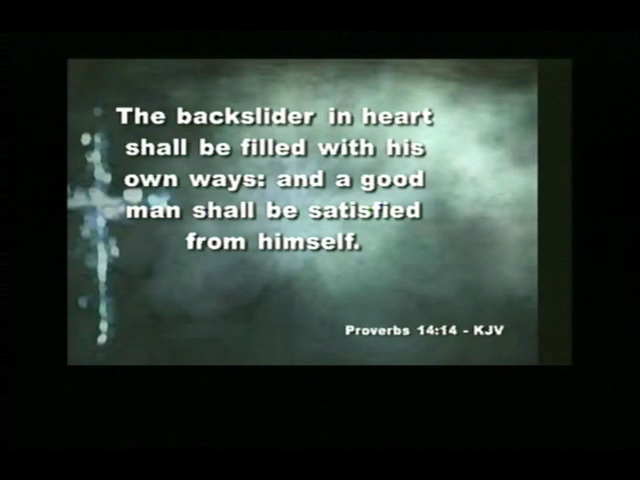 The backslider in heart
shall be filled with his
own ways: and a good
man shall be satisfied
from himself.
Proverbs 14:14 - KJV